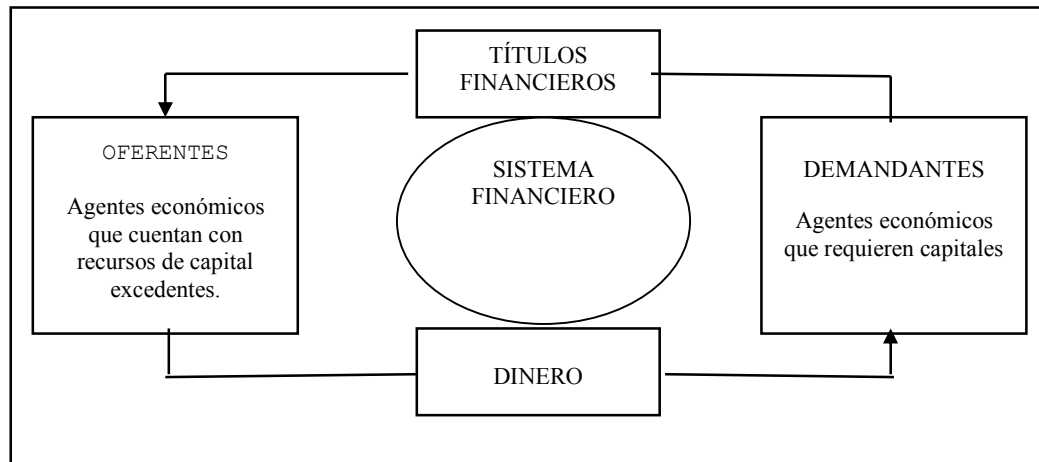 TÍTULOS
FINANCIEROS
OFERENTES
Agentes económicos
que cuentan con
recursos de capital
excedentes.
SISTEMA
FINANCIERO
DEMANDANTES
Agentes económicos
que requieren capitales
DINERO